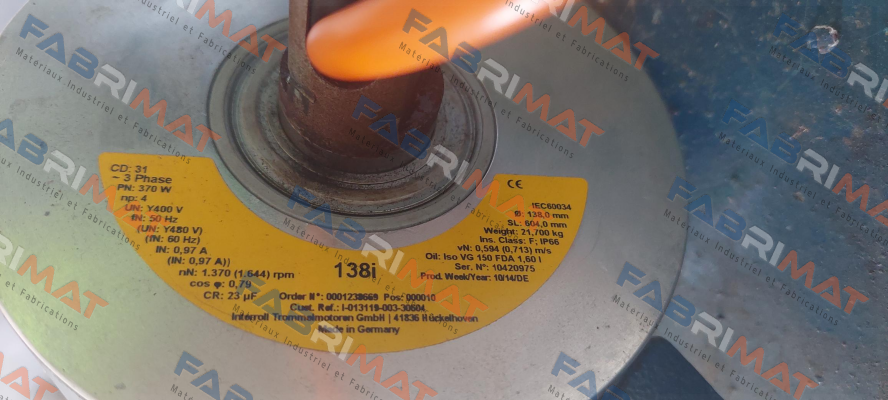 CD: 31
~ 3 Phase
PN: 370 W
np: 4
UN: Y400 V
fN: 50 Hz
(UN: Y480 V)
(fN: 60 Hz)
IN: 0,97 A
(IN: 0,97 A))
nN: 1.370 (1.644) rpm
cos φ: 0,79
CR: 23 µF
138i
Order N°: 0001238669 Pos: 000010
Cust. Ref.: I-013119-003-30604
Interroll Trommelmotoren GmbH | 41836 Hückelhoven
Made in Germany
CE
IEC60034
Ø: 138,0 mm
SL: 604,0 mm
Weight: 21,700 kg
Ins. Class: F; IP66
vN: 0,594 (0,713) m/s
Oil: Iso VG 150 FDA 1,60 l
Ser. N°: 10420975
Prod. Week/Year: 10/14/DE
FABRIMAT
Materiaux Industriel et Fabrications